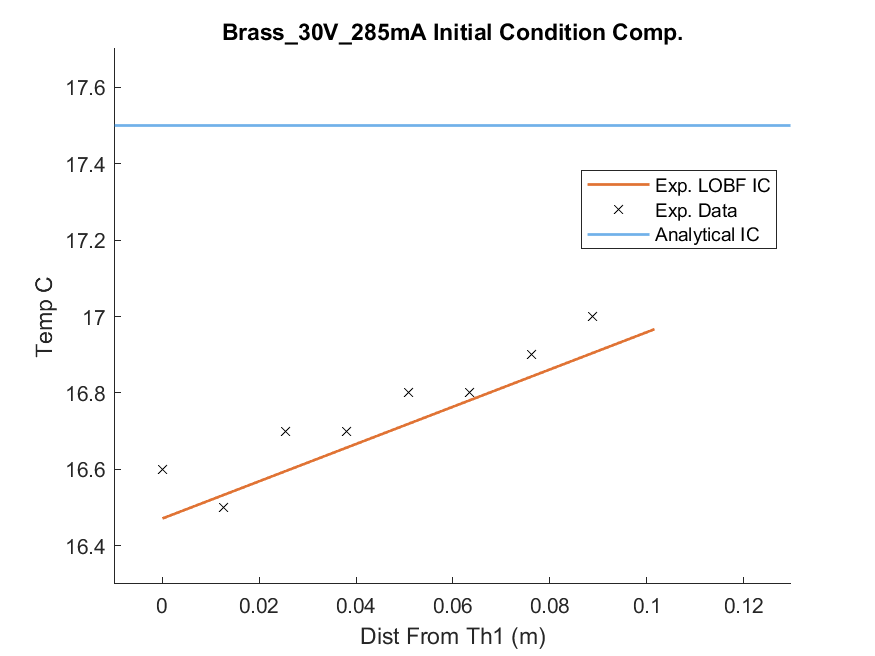 Brass_30V_285mA Initial Condition Comp.
17.6
17.4
17.2
17
16.8
16.6
16.4
Temp C
Exp. LOBF IC
Exp. Data
Analytical IC
0 0.02 0.04 0.06 0.08 0.1 0.12
Dist From Th1 (m)